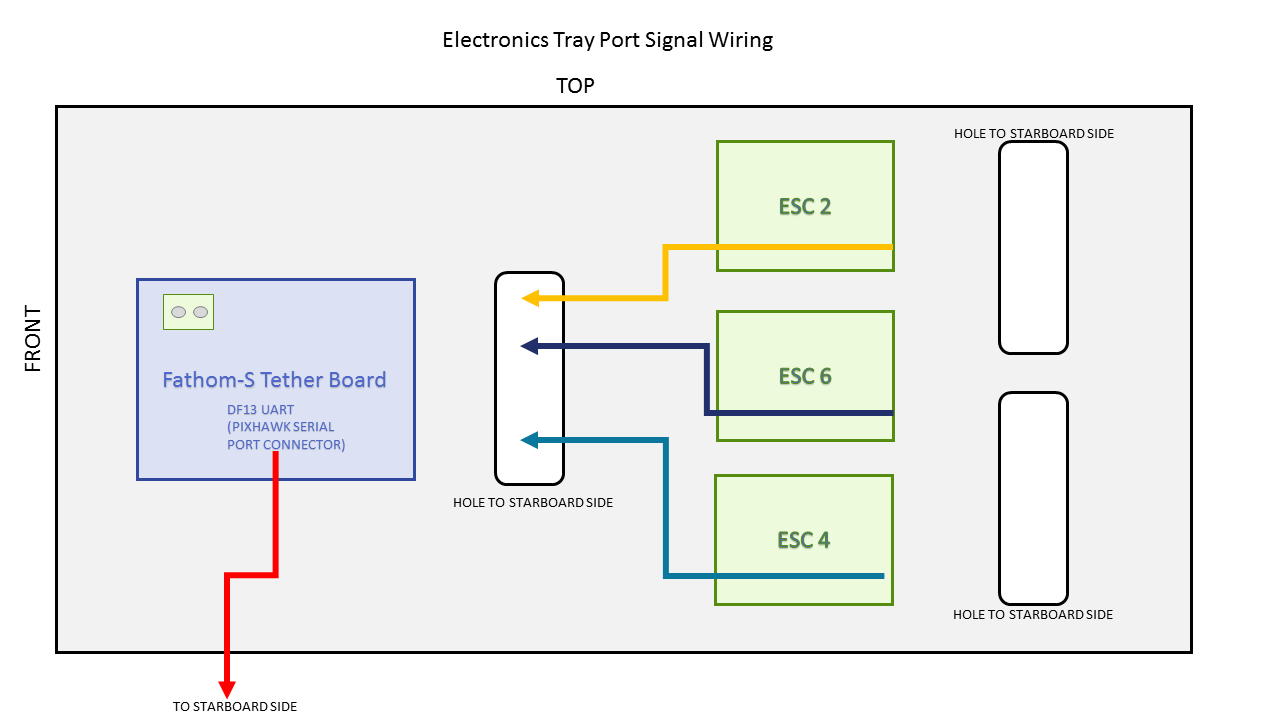 Electronics Tray Port Signal Wiring
TOP
HOLE TO STARBOARD SIDE
ESC 2
FRONT
ESC 6
Fathom-S Tether Board
DF13 UART
(PIXHAWK SERIAL
PORT CONNECTOR)
HOLE TO STARBOARD SIDE
ESC 4
HOLE TO STARBOARD SIDE
TO STARBOARD SIDE